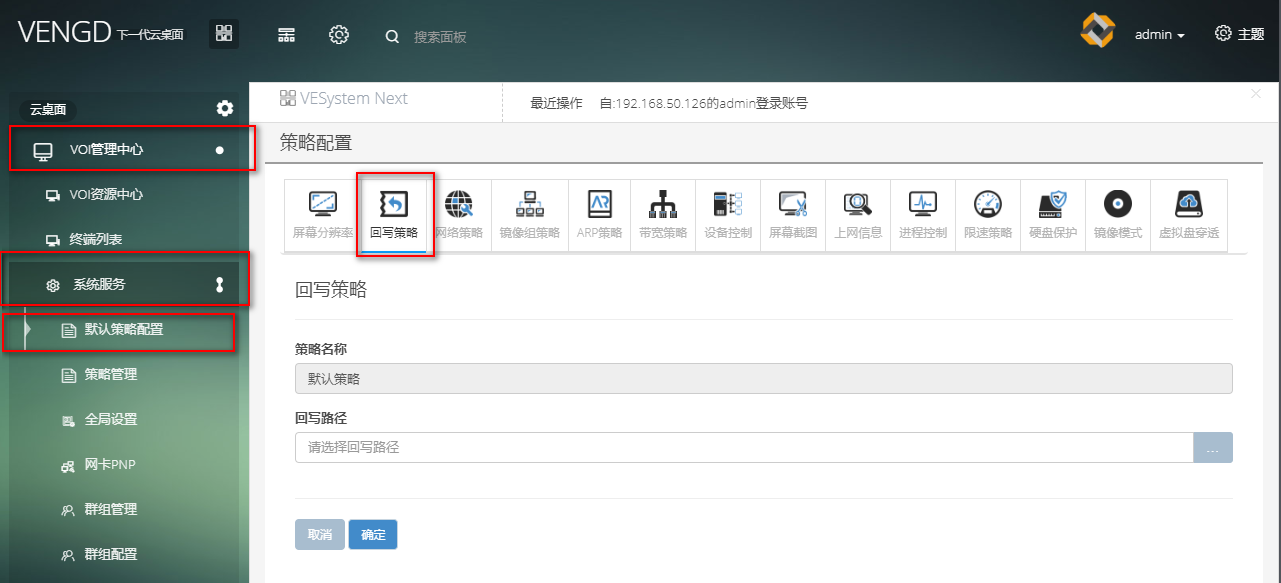 VENGD 下一代云桌面
搜索面板
admin
主题
云桌面
VOI管理中心
VOI资源中心
终端列表
系统服务
默认策略配置
策略管理
全局设置
网卡PNP
群组管理
群组配置
VESystem Next
最近操作 自:192.168.50.126的admin登录账号
策略配置
屏幕分辨率 回写策略 网络策略 镜像组策略 ARP策略 带宽策略 设备控制 屏幕截图 上网信息 进程控制 限速策略 硬盘保护 镜像模式 虚拟盘穿透
回写策略
策略名称
默认策略
回写路径
请选择回写路径 ...
取消 确定